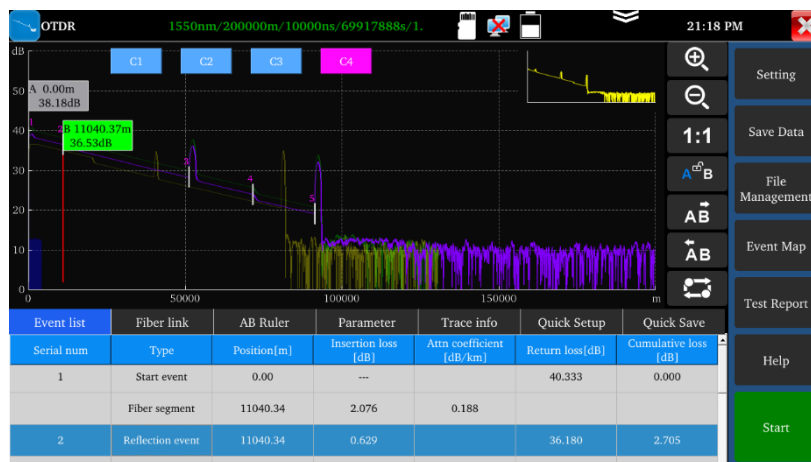 OTDR 1550nm/200000m/10000ns/69917888s/1. 21:18 PM
dB C1 C2 C3 C4
50 A 0.00m
38.18dB
B 11040.37m
36.53dB
40
30
20
10
0
1 2 3 4 5
0 50000 100000 150000 m
1:1
A B
AB
AB
Setting
Save Data
File
Management
Event Map
Test Report
Help
Start
Event list Fiber link AB Ruler Parameter Trace info Quick Setup Quick Save
Serial num Type Position[m] Insertion loss
[dB] Attn coefficient
[dB/km] Return loss[dB] Cumulative loss
[dB]
1 Start event 0.00 --- 40.333 0.000
Fiber segment 11040.34 2.076 0.188
2 Reflection event 11040.34 0.629 36.180 2.705